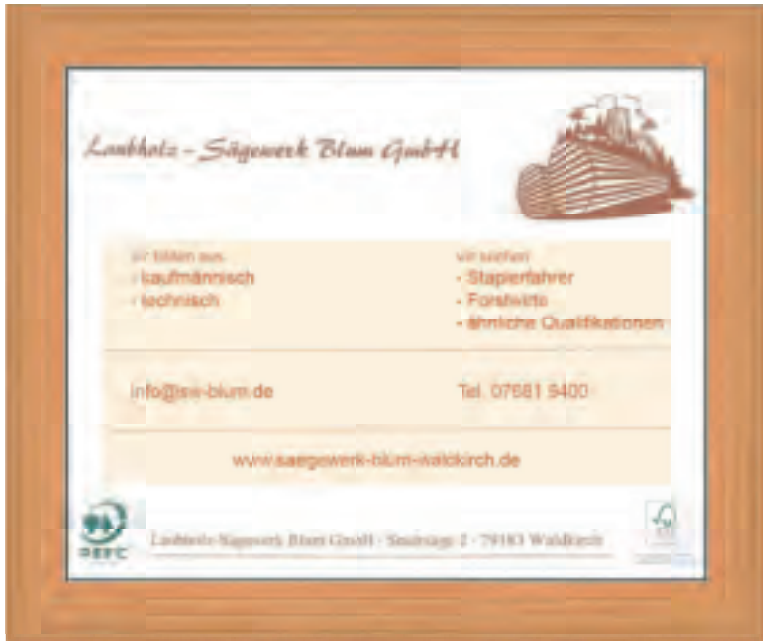 Laubholz - Sägewerk Blum GmbH
wir bilden aus:
- kaufmännisch
- technisch
wir suchen:
- Staplerfahrer
- Forstwirte
- ähnliche Qualifikationen
info@sw-blum.de
Tel. 07681 9400
www.saegewerk-blum-waldkirch.de
PEFC
Laubholz-Sägewerk Blum GmbH · 2 · 79183 Waldkirch
FSC